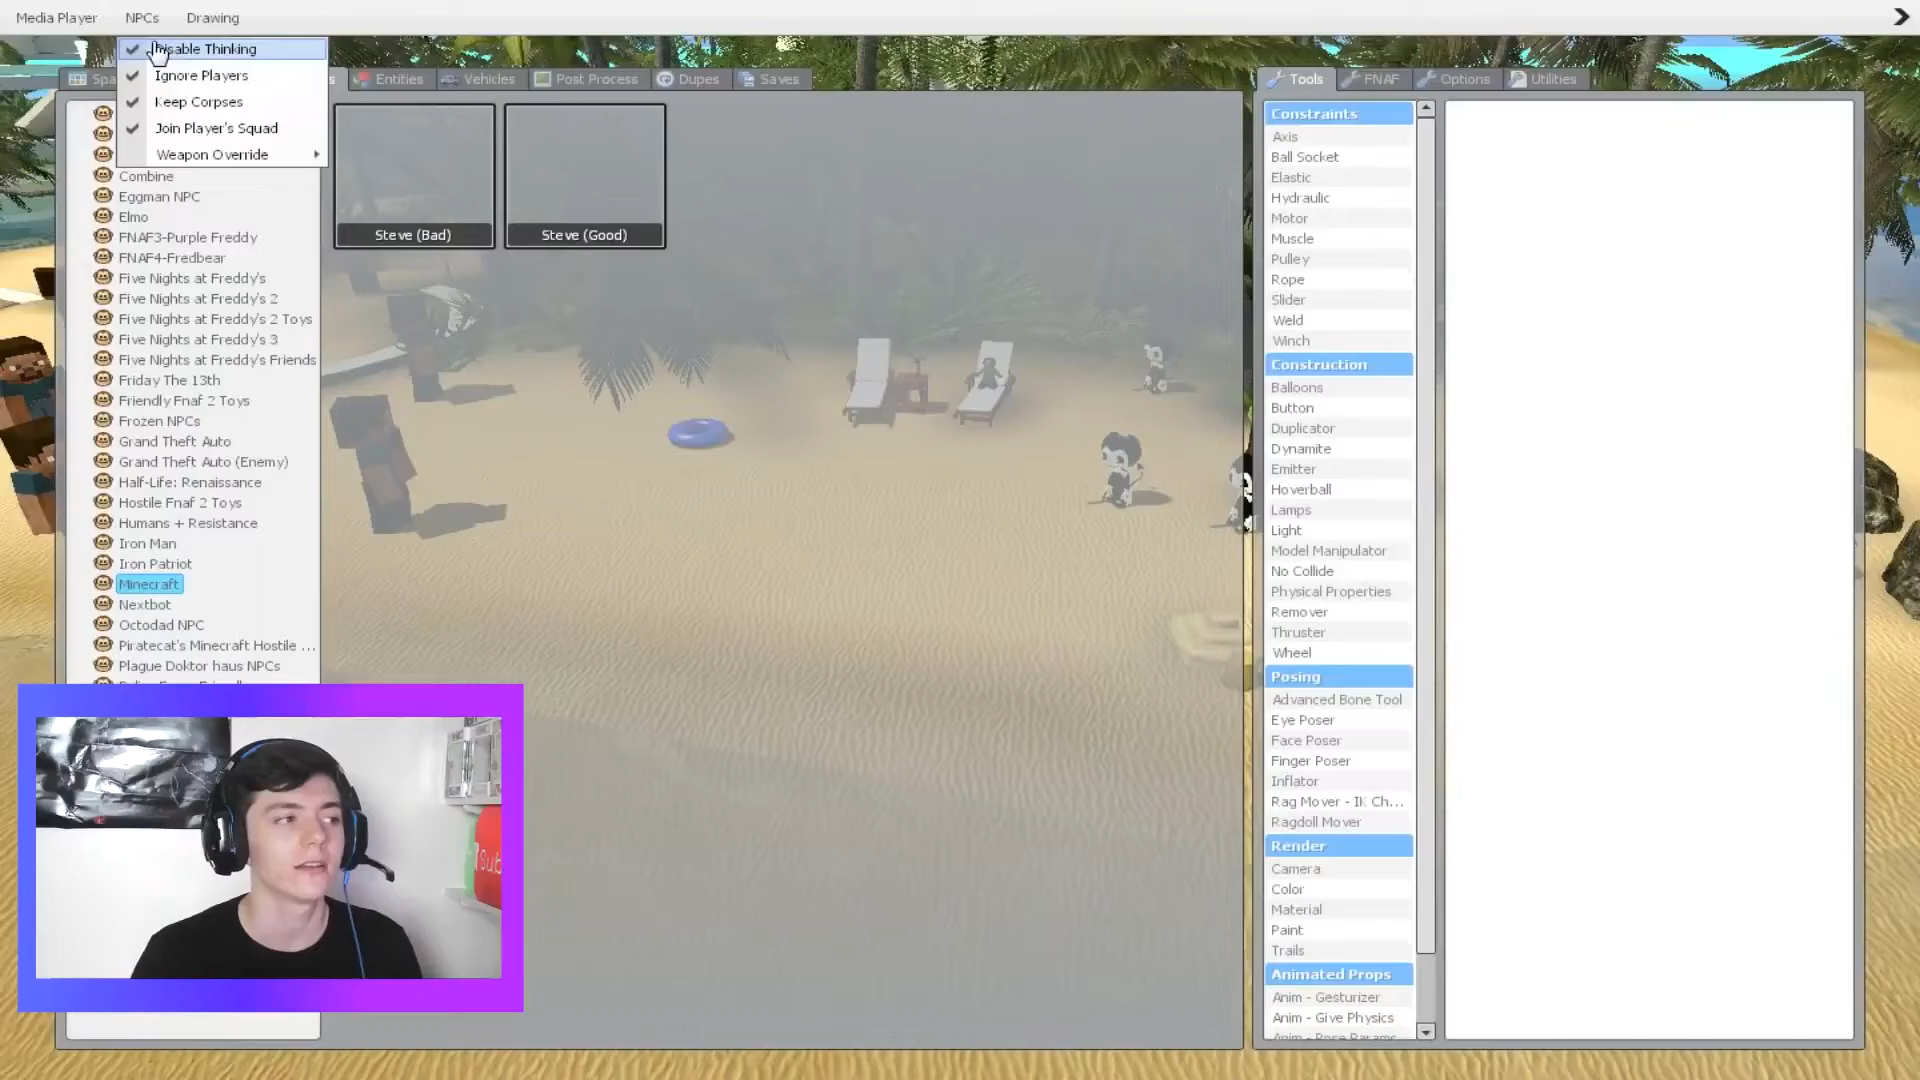 Media Player
NPCs
Drawing
Disable Thinking
Ignore Players
Keep Corpses
Join Player's Squad
Weapon Override
Entities
Vehicles
Post Process
Dupes
Saves
Combine
Eggman NPC
Elmo
FNAF3-Purple Freddy
FNAF4-Fredbear
Five Nights at Freddy's
Five Nights at Freddy's 2
Five Nights at Freddy's 2 Toys
Five Nights at Freddy's 3
Five Nights at Freddy's Friends
Friday The 13th
Friendly Fnaf 2 Toys
Frozen NPCs
Grand Theft Auto
Grand Theft Auto (Enemy)
Half-Life: Renaissance
Hostile Fnaf 2 Toys
Humans + Resistance
Iron Man
Iron Patriot
Minecraft
Nextbot
Octodad NPC
Piratecat's Minecraft Hostile ...
Plague Doktor haus NPCs
Steve (Bad)
Steve (Good)
Sub
Tools
FNAF
Options
Utilities
Constraints
Axis
Ball Socket
Elastic
Hydraulic
Motor
Muscle
Pulley
Rope
Slider
Weld
Winch
Construction
Balloons
Button
Duplicator
Dynamite
Emitter
Hoverball
Lamps
Light
Model Manipulator
No Collide
Physical Properties
Remover
Thruster
Wheel
Posing
Advanced Bone Tool
Eye Poser
Face Poser
Finger Poser
Inflator
Rag Mover - IK Ch...
Ragdoll Mover
Render
Camera
Color
Material
Paint
Trails
Animated Props
Anim - Gesturizer
Anim - Give Physics
Anim - Pose Params